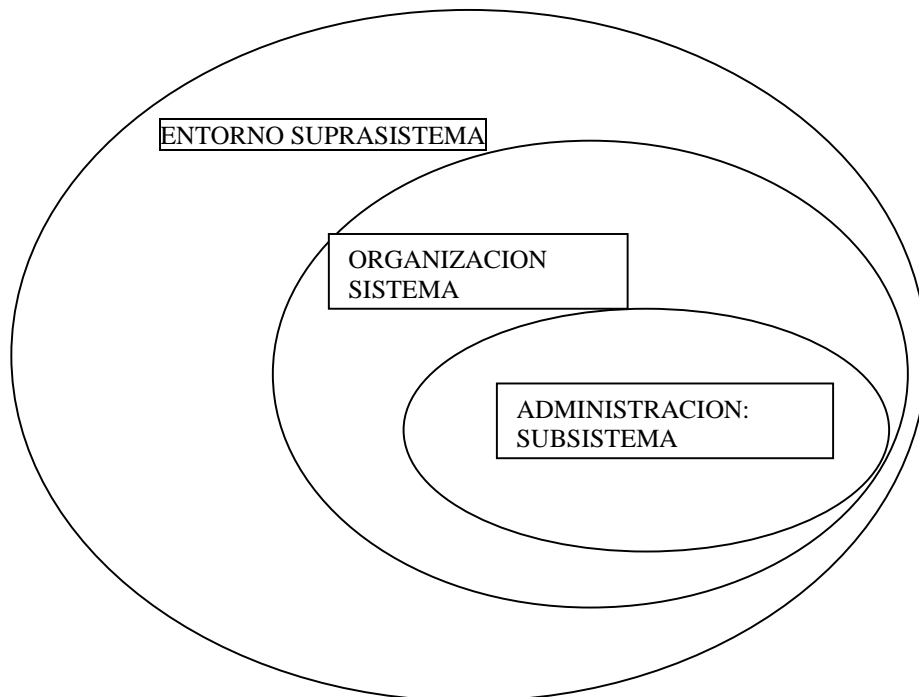 ENTORNO SUPRASISTEMA
ORGANIZACION
SISTEMA
ADMINISTRACION:
SUBSISTEMA